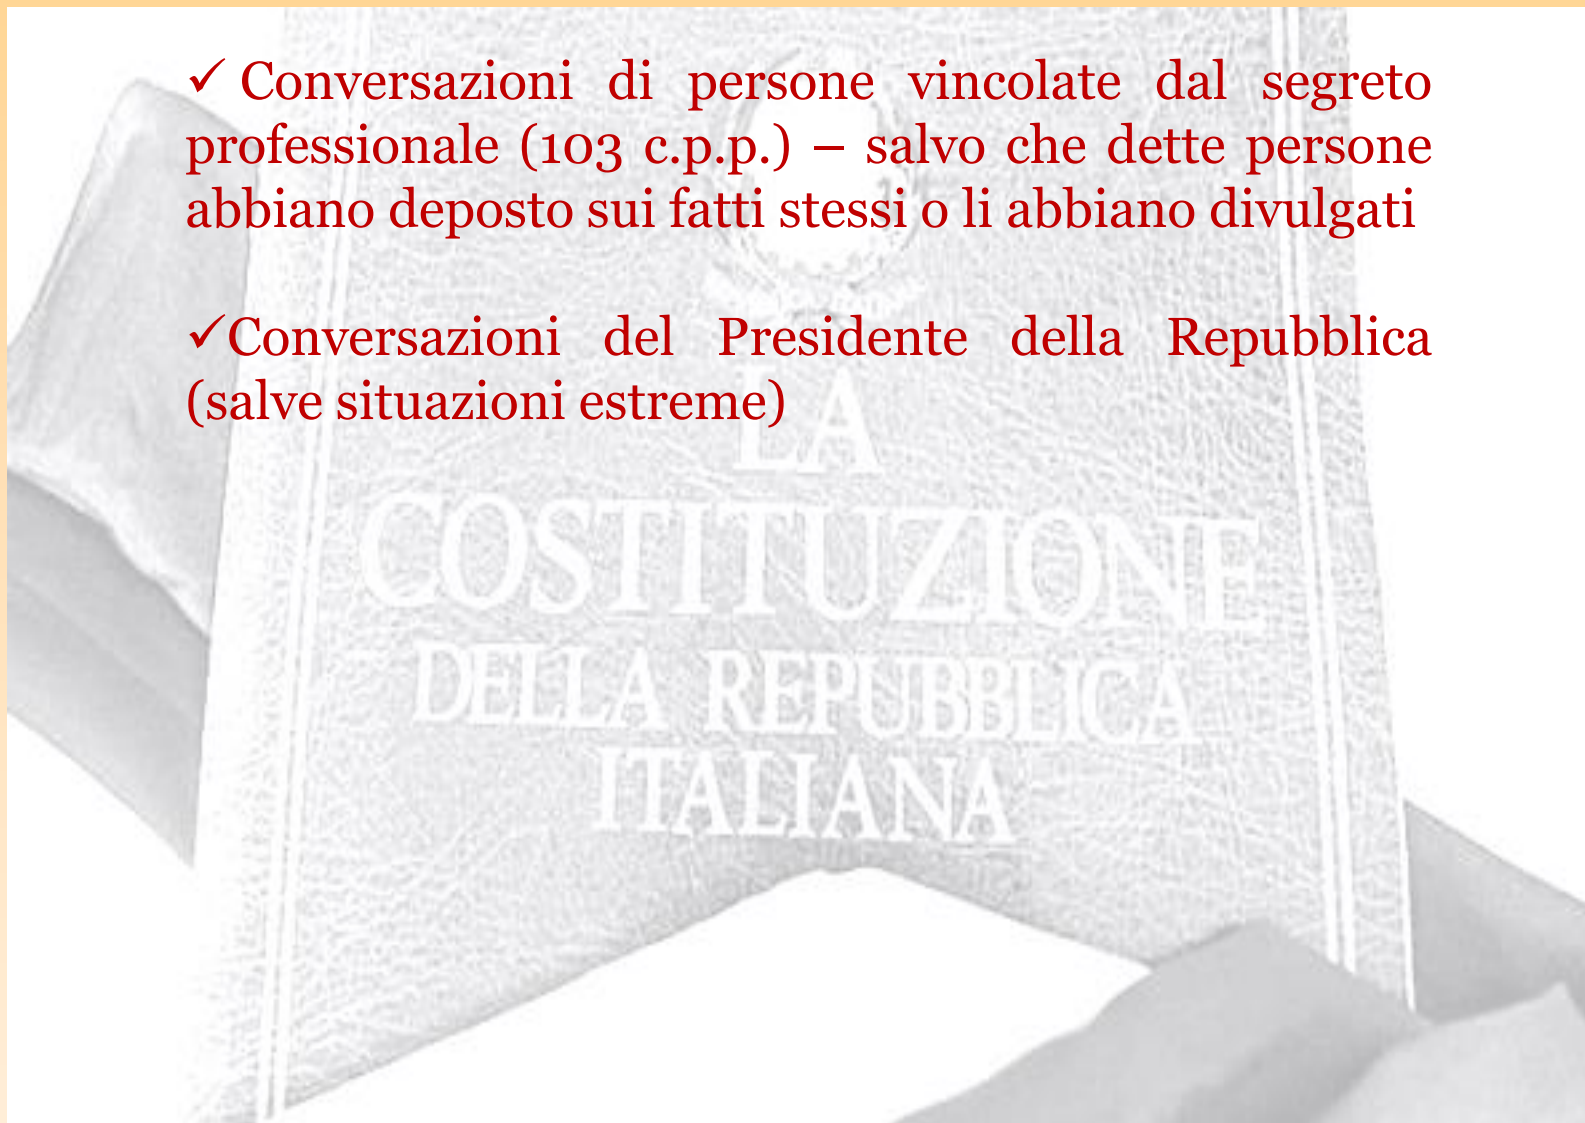 ✓ Conversazioni di persone vincolate dal segreto
professionale (103 c.p.p.) – salvo che dette persone
abbiano deposto sui fatti stessi o li abbiano divulgati
✓Conversazioni del Presidente della Repubblica
(salve situazioni estreme)
LA
COSTITUZIONE
DELLA REPUBBLICA
ITALIANA